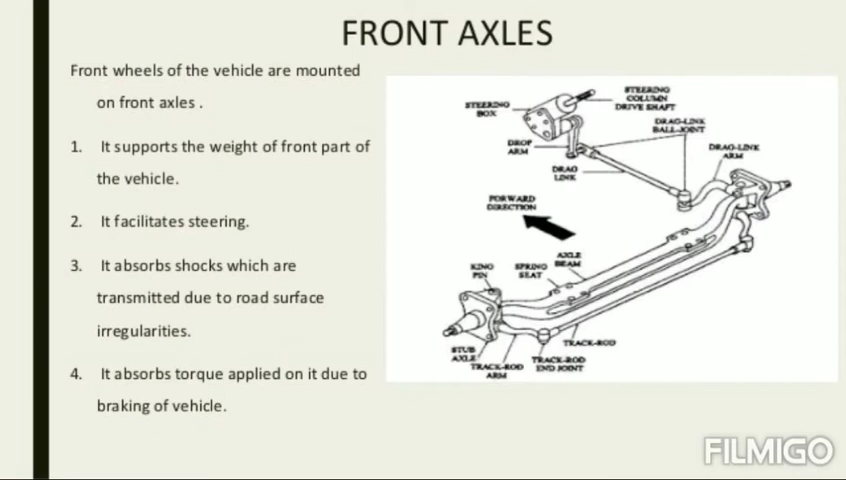 FRONT AXLES
Front wheels of the vehicle are mounted
on front axles .
1. It supports the weight of front part of
the vehicle.
2. It facilitates steering.
3. It absorbs shocks which are
transmitted due to road surface
irregularities.
4. It absorbs torque applied on it due to
braking of vehicle.
STEERING
BOX
STEERING
COLUMN
DRIVE SHAFT
DRAG-LINK
BALL-JOINT
DROP
ARM
DRAG
LINK
DRAG-LINK
ARM
FORWARD
DIRECTION
KING
PIN
SPRING
SEAT
AXLE
BEAM
STUB
AXLE
TRACK-ROD
ARM
TRACK-ROD
END JOINT
TRACK-ROD
FILMIGO